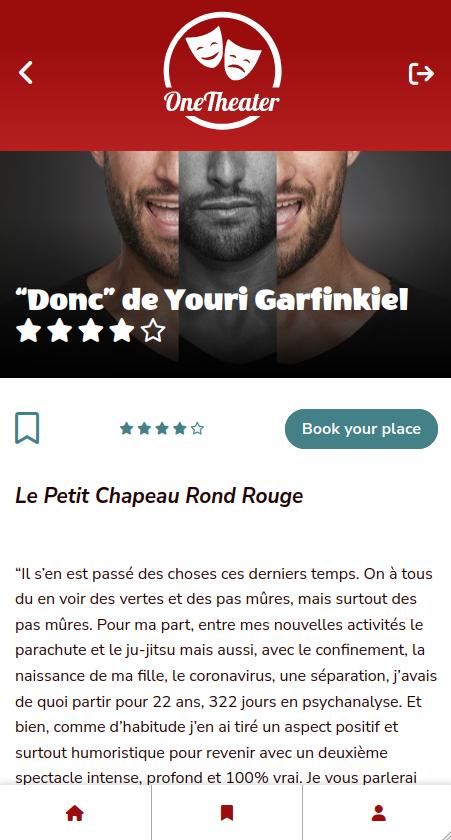 OneTheater
“Donc” de Youri Garfinkiel
Book your place
Le Petit Chapeau Rond Rouge
“Il s’en est passé des choses ces derniers temps. On à tous
du en voir des vertes et des pas mûres, mais surtout des
pas mûres. Pour ma part, entre mes nouvelles activités le
parachute et le ju-jitsu mais aussi, avec le confinement, la
naissance de ma fille, le coronavirus, une séparation, j’avais
de quoi partir pour 22 ans, 322 jours en psychanalyse. Et
bien, comme d’habitude j’en ai tiré un aspect positif et
surtout humoristique pour revenir avec un deuxième
spectacle intense, profond et 100% vrai. Je vous parlerai